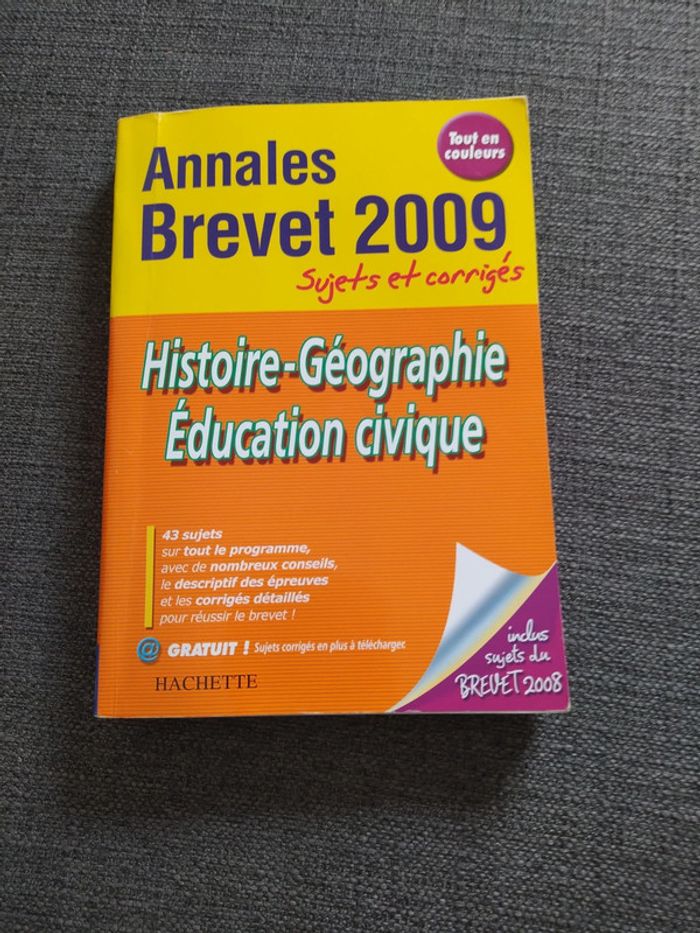 Tout en
couleurs
Annales
Brevet 2009
Sujets et corrigés
Histoire-Géographie
Éducation civique
43 sujets
sur tout le programme,
avec de nombreux conseils,
le descriptif des épreuves
et les corrigés détaillés
pour réussir le brevet !
@ GRATUIT ! Sujets corrigés en plus à télécharger.
HACHETTE
inclus
sujets du
BREVET 2008